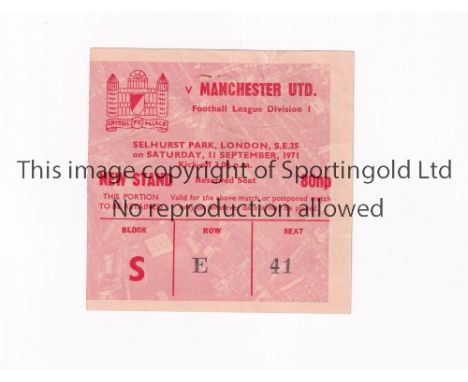 v MANCHESTER UTD.
Football League Division 1
CRYSTAL F.C. PALACE
SELHURST PARK, LONDON, S.E.25
on SATURDAY, 11 SEPTEMBER, 1971
This image copyright of Sportingold Ltd
NEW STAND Reserved Seat 80np
THIS PORTION Valid for the above match or postponed match
No reproduction allowed
BLOCK ROW SEAT
S E 41